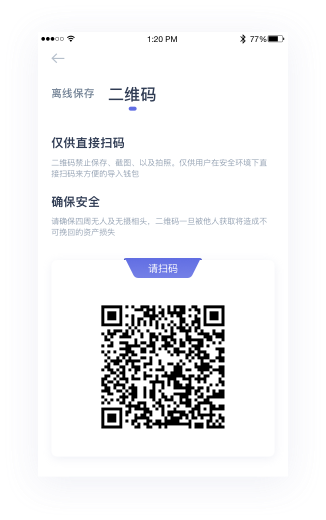 1:20 PM
77%
离线保存
二维码
仅供直接扫码
二维码禁止保存、截图、以及拍照。仅供用户在安全环境下直
接扫码来方便的导入钱包
确保安全
请确保四周无人及无摄相头，二维码一旦被他人获取将造成不
可挽回的资产损失
请扫码